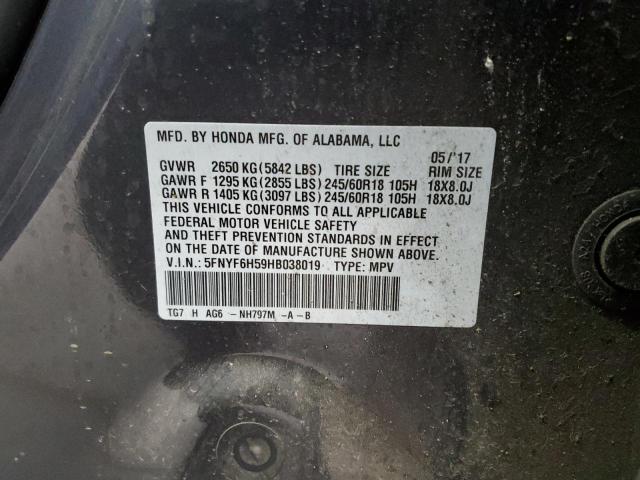 MFD. BY HONDA MFG. OF ALABAMA, LLC
05/'17
GVWR 2650 KG(5842 LBS) TIRE SIZE RIM SIZE
GAWR F 1295 KG(2855 LBS)245/60R18 105H 18X8.0J
GAWR R 1405 KG(3097 LBS)245/60R18 105H 18X8.0J
THIS VEHICLE CONFORMS TO ALL APPLICABLE
FEDERAL MOTOR VEHICLE SAFETY
AND THEFT PREVENTION STANDARDS IN EFFECT ON
THE DATE OF MANUFACTURE SHOWN ABOVE.
V.I.N.:5FNYF6H59HB038019 TYPE: MPV
TG7 H AG6 -NH797M -A-B